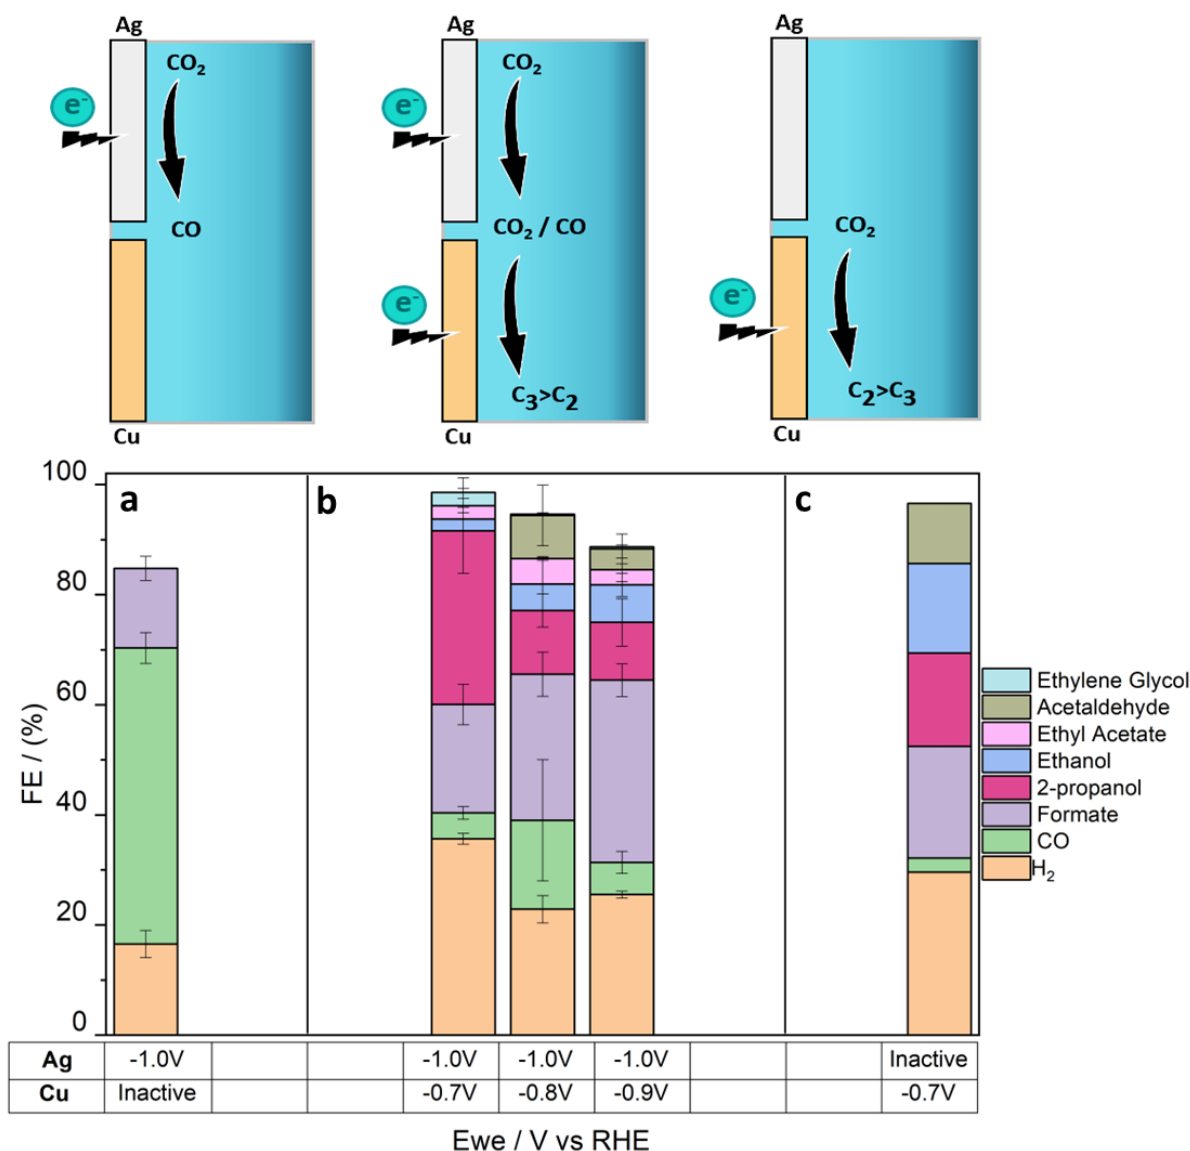 Ag Ag Ag
CO₂ CO₂
e⁻ e⁻
CO CO₂ / CO CO₂
e⁻ e⁻
C₃>C₂ C₂>C₃
Cu Cu Cu
100
80
60
40
20
0
FE / (%)
a b c
Ethylene Glycol
Acetaldehyde
Ethyl Acetate
Ethanol
2-propanol
Formate
CO
H₂
Ag -1.0V -1.0V -1.0V -1.0V Inactive
Cu Inactive -0.7V -0.8V -0.9V -0.7V
Ewe / V vs RHE